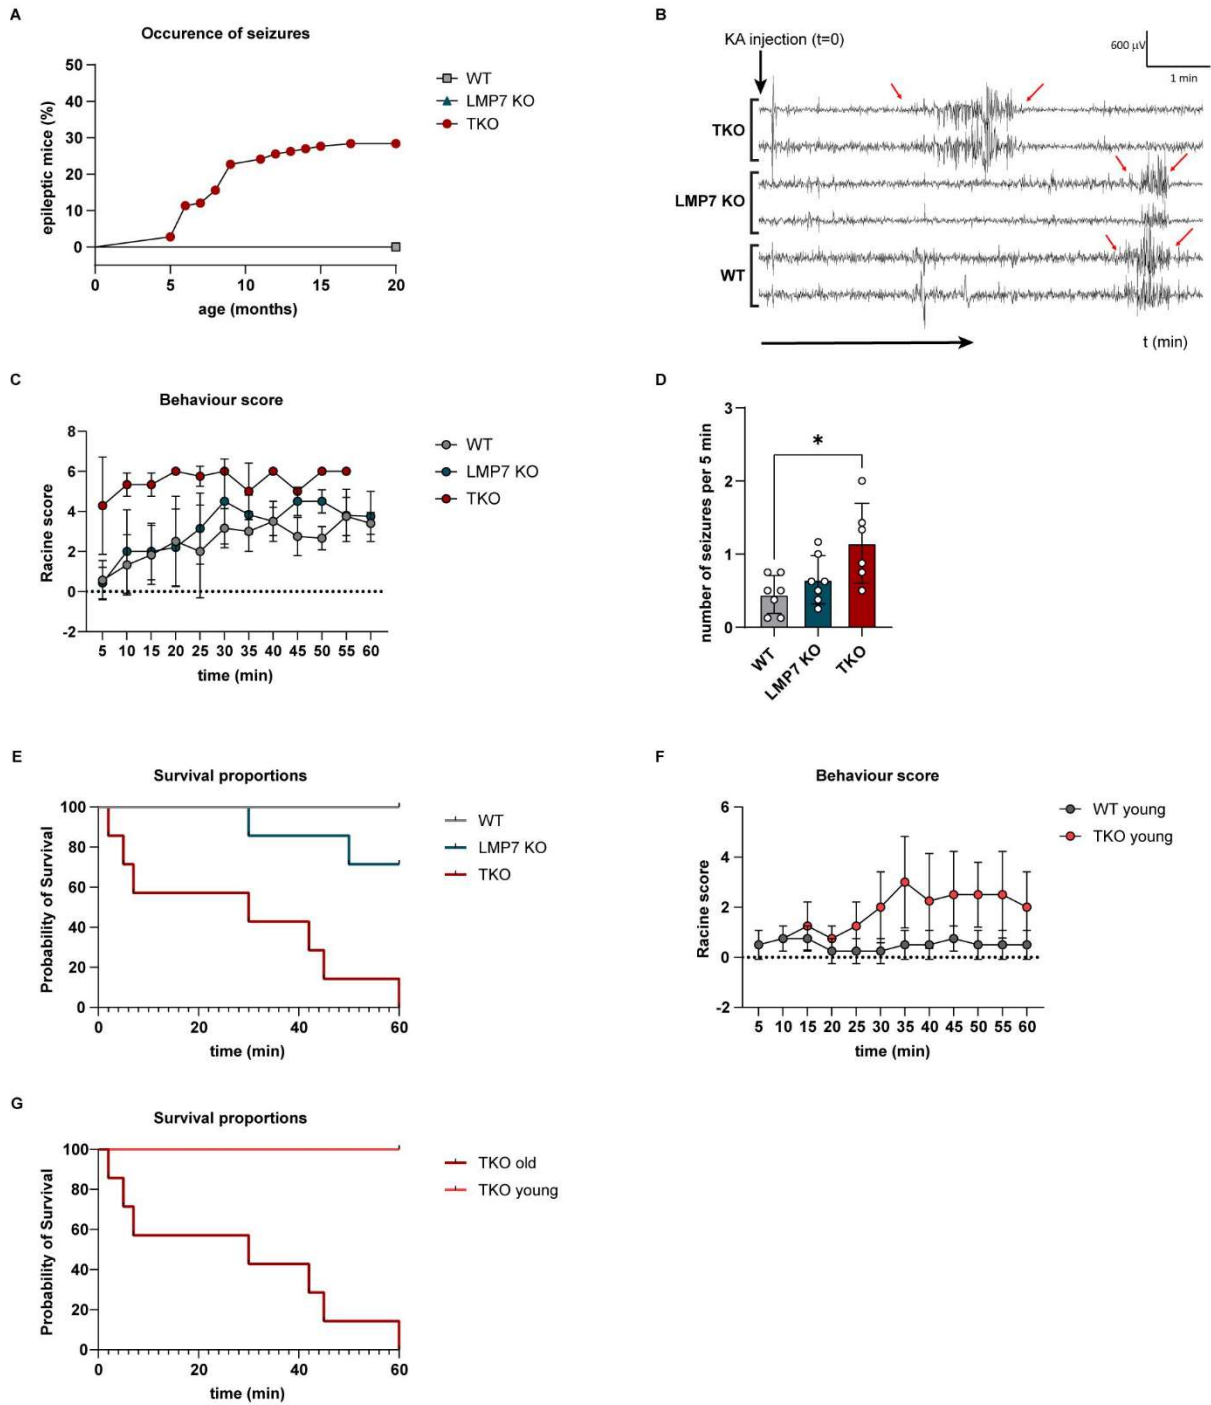 A
Occurence of seizures
50
40
30
20
10
0
epileptic mice (%)
0 5 10 15 20
age (months)
WT
LMP7 KO
TKO
B
KA injection (t=0)
600 µV
1 min
TKO
LMP7 KO
WT
t (min)
C
Behaviour score
8
6
4
2
0
-2
Racine score
5 10 15 20 25 30 35 40 45 50 55 60
time (min)
WT
LMP7 KO
TKO
D
3
2
1
0
number of seizures per 5 min
*
WT
LMP7 KO
TKO
E
Survival proportions
100
80
60
40
20
0
Probability of Survival
0 20 40 60
time (min)
WT
LMP7 KO
TKO
F
Behaviour score
6
4
2
0
-2
Racine score
5 10 15 20 25 30 35 40 45 50 55 60
time (min)
WT young
TKO young
G
Survival proportions
100
80
60
40
20
0
Probability of Survival
0 20 40 60
time (min)
TKO old
TKO young